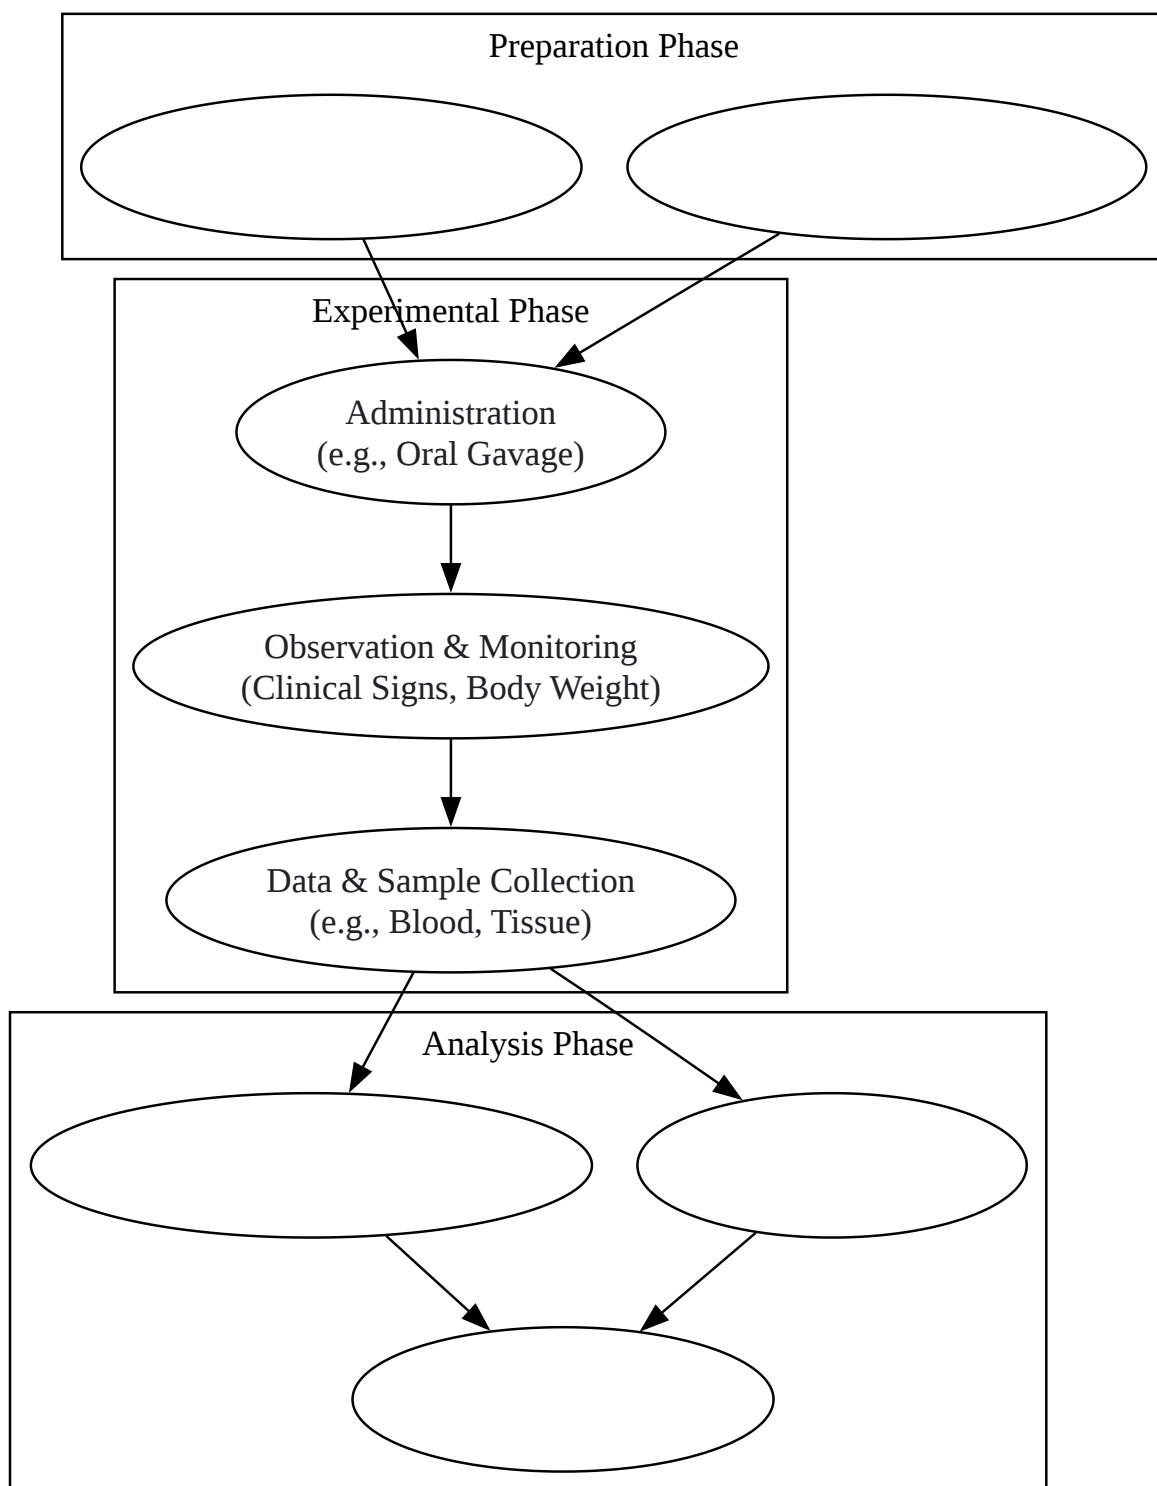 Preparation Phase
Experimental Phase
Administration
(e.g., Oral Gavage)
Observation & Monitoring
(Clinical Signs, Body Weight)
Data & Sample Collection
(e.g., Blood, Tissue)
Analysis Phase